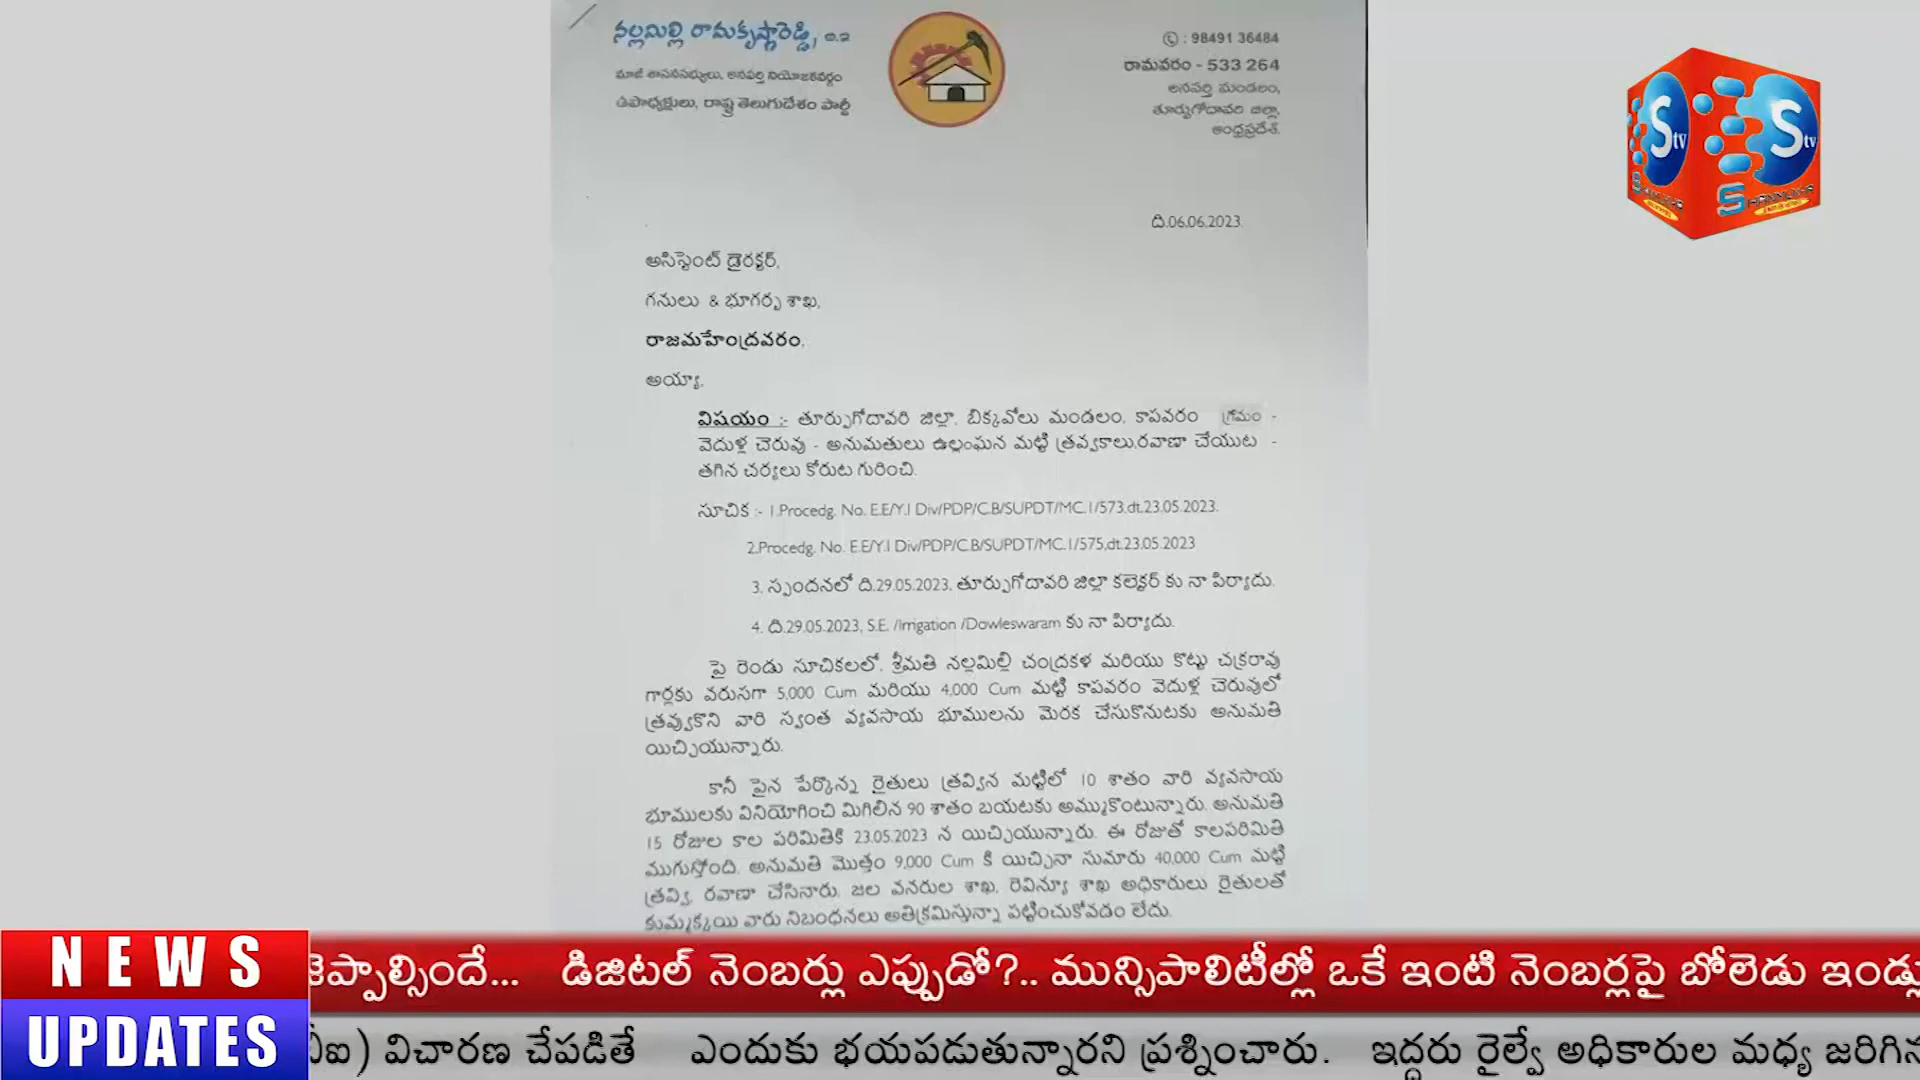 నల్లమిల్లి రామకృష్ణారెడ్డి, బి.ఏ
మాజీ శాసనసభ్యులు, అనపర్తి నియోజకవర్గం
ఉపాధ్యక్షులు, రాష్ట్ర తెలుగుదేశం పార్టీ
: 98491 36484
రామవరం - 533 264
అనపర్తి మండలం,
తూర్పుగోదావరి జిల్లా,
ఆంధ్రప్రదేశ్.
S tv
S tv
SHANMUKHA
ది.06.06.2023.
అసిస్టెంట్ డైరక్టర్,
గనులు & భూగర్భ శాఖ,
రాజమహేంద్రవరం.
అయ్యా,
విషయం :- తూర్పుగోదావరి జిల్లా, బిక్కవోలు మండలం, కాపవరం గ్రామం -
వెదుళ్ల చెరువు - అనుమతులు ఉల్లంఘన మట్టి త్రవ్వకాలు,రవాణా చేయుట -
తగిన చర్యలు కోరుట గురించి.
సూచిక :- 1.Procedg. No. E.E/Y.I Div/PDP/C.B/SUPDT/MC.1/573,dt.23.05.2023.
2.Procedg. No. E.E/Y.I Div/PDP/C.B/SUPDT/MC.1/575,dt.23.05.2023
3. స్పందనలో ది.29.05.2023, తూర్పుగోదావరి జిల్లా కలెక్టర్ కు నా పిర్యాదు.
4. ది.29.05.2023, S.E. /Irrigation /Dowleswaram కు నా పిర్యాదు.
పై రెండు సూచికలలో, శ్రీమతి నల్లమిల్లి చంద్రకళ మరియు కొట్టు చక్రరావు
గార్లకు వరుసగా 5,000 Cum మరియు 4,000 Cum మట్టి కాపవరం వెదుళ్ల చెరువులో
త్రవ్వుకొని వారి స్వంత వ్యవసాయ భూములను మెరక చేసుకొనుటకు అనుమతి
యిచ్చియున్నారు.
కానీ పైన పేర్కొన్న రైతులు త్రవ్విన మట్టిలో 10 శాతం వారి వ్యవసాయ
భూములకు వినియోగించి మిగిలిన 90 శాతం బయటకు అమ్ముకొంటున్నారు. అనుమతి
15 రోజుల కాల పరిమితికి 23.05.2023 న యిచ్చియున్నారు. ఈ రోజుతో కాలపరిమితి
ముగుస్తోంది. అనుమతి మొత్తం 9,000 Cum కి యిచ్చినా సుమారు 40,000 Cum మట్టి
త్రవ్వి, రవాణా చేసినారు. జల వనరుల శాఖ, రెవిన్యూ శాఖ అధికారులు రైతులతో
కుమ్మక్కయి వారు నిబంధనలు అతిక్రమిస్తున్నా పట్టించుకోవడం లేదు.
NEWS
UPDATES
జెప్పాల్సిందే... డిజిటల్ నెంబర్లు ఎప్పుడో?.. మున్సిపాలిటీల్లో ఒకే ఇంటి నెంబర్లపై బోలెడు ఇండ్లు
) విచారణ చేపడితే ఎందుకు భయపడుతున్నారని ప్రశ్నించారు. ఇద్దరు రైల్వే అధికారుల మధ్య జరిగిన